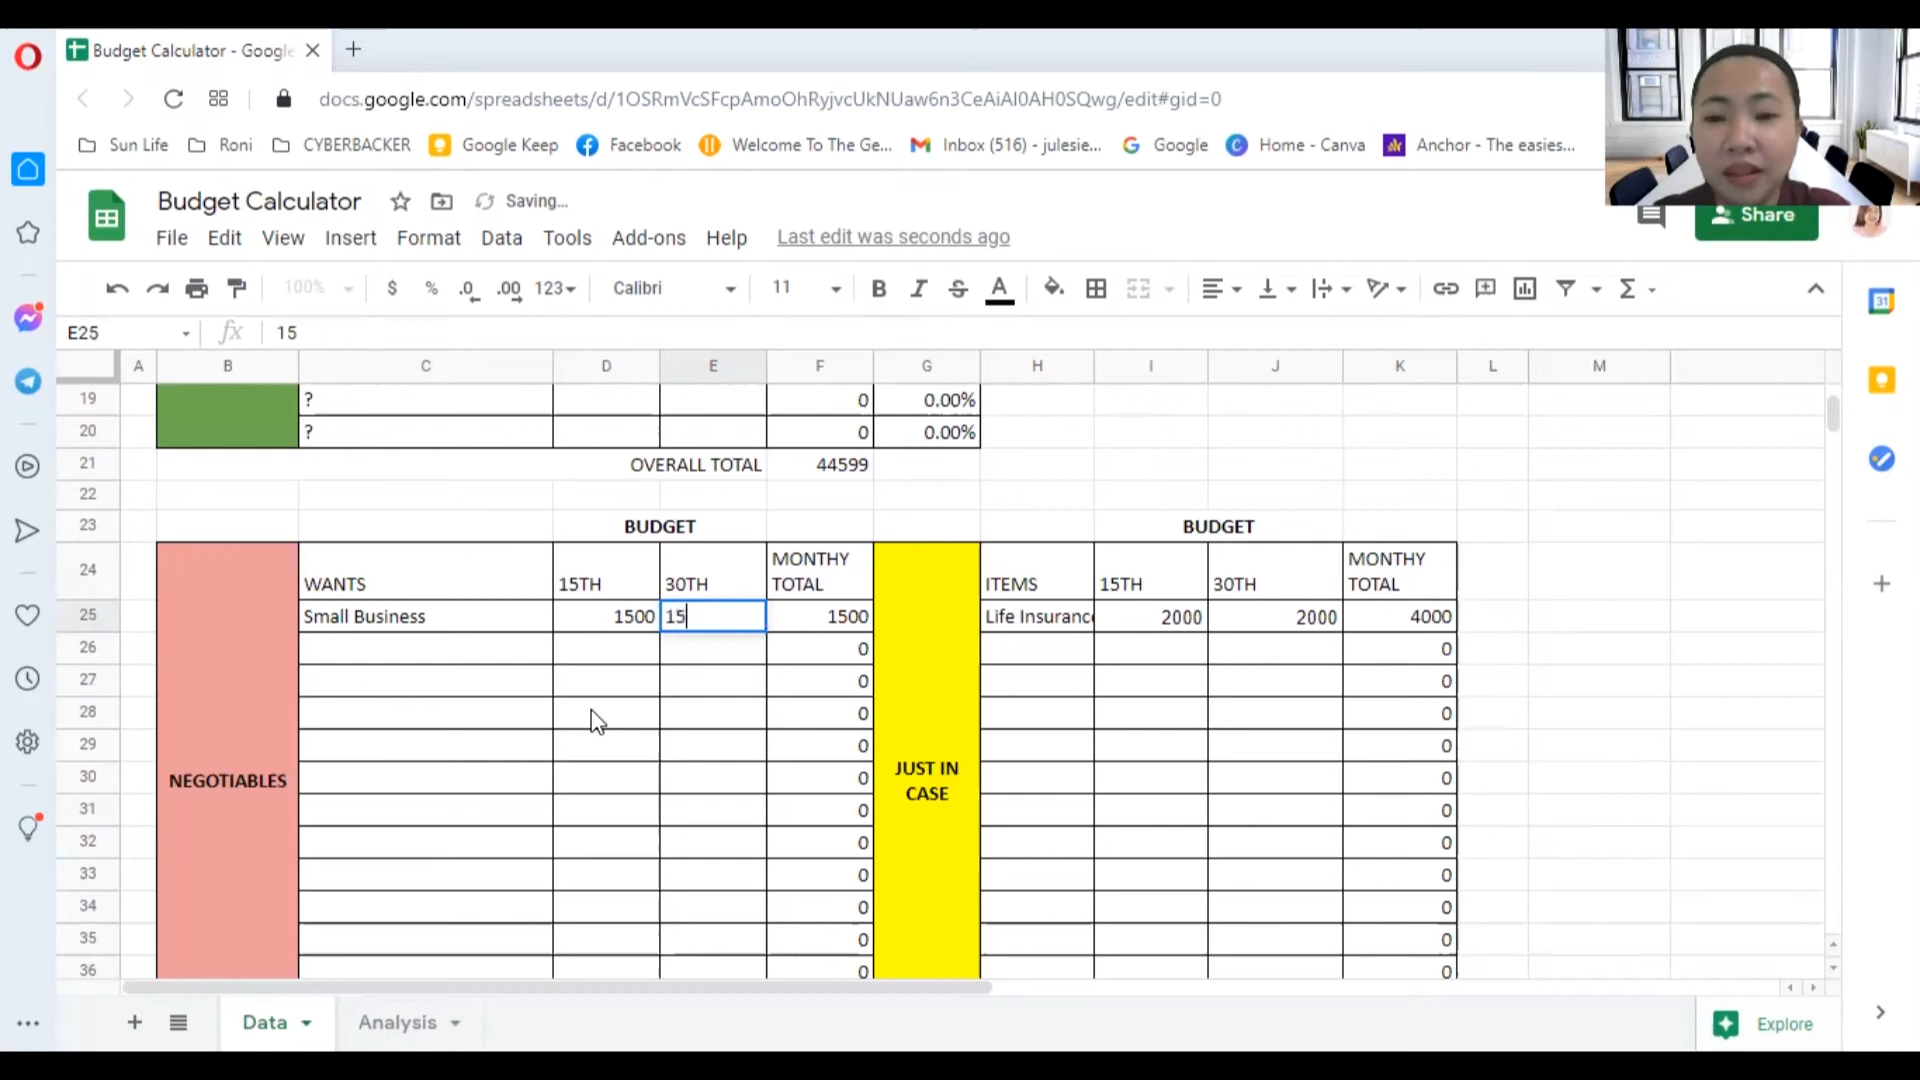 Budget Calculator - Google
docs.google.com/spreadsheets/d/1OSRmVcSFcpAmoOhRyjvcUkNUaw6n3CeAiAI0AH0SQwg/edit#gid=0
Sun Life Roni CYBERBACKER Google Keep Facebook Welcome To The Ge... Inbox (516) - julesie... Google Home - Canva Anchor - The easies...
Budget Calculator Saving...
Share
File Edit View Insert Format Data Tools Add-ons Help Last edit was seconds ago
100% $ % .0 .00 123 Calibri 11 B I S A Σ
31
E25 fx 15
A B C D E F G H I J K L M
19 ? 0 0.00%
20 ? 0 0.00%
21 OVERALL TOTAL 44599
22
23 BUDGET BUDGET
24 WANTS 15TH 30TH MONTHY TOTAL ITEMS 15TH 30TH MONTHY TOTAL
25 Small Business 1500 15 1500 Life Insuranc 2000 2000 4000
26 0 0
27 0 0
28 0 0
29 0 0
30 NEGOTIABLES 0 JUST IN CASE 0
31 0 0
32 0 0
33 0 0
34 0 0
35 0 0
36 0 0
Data Analysis Explore